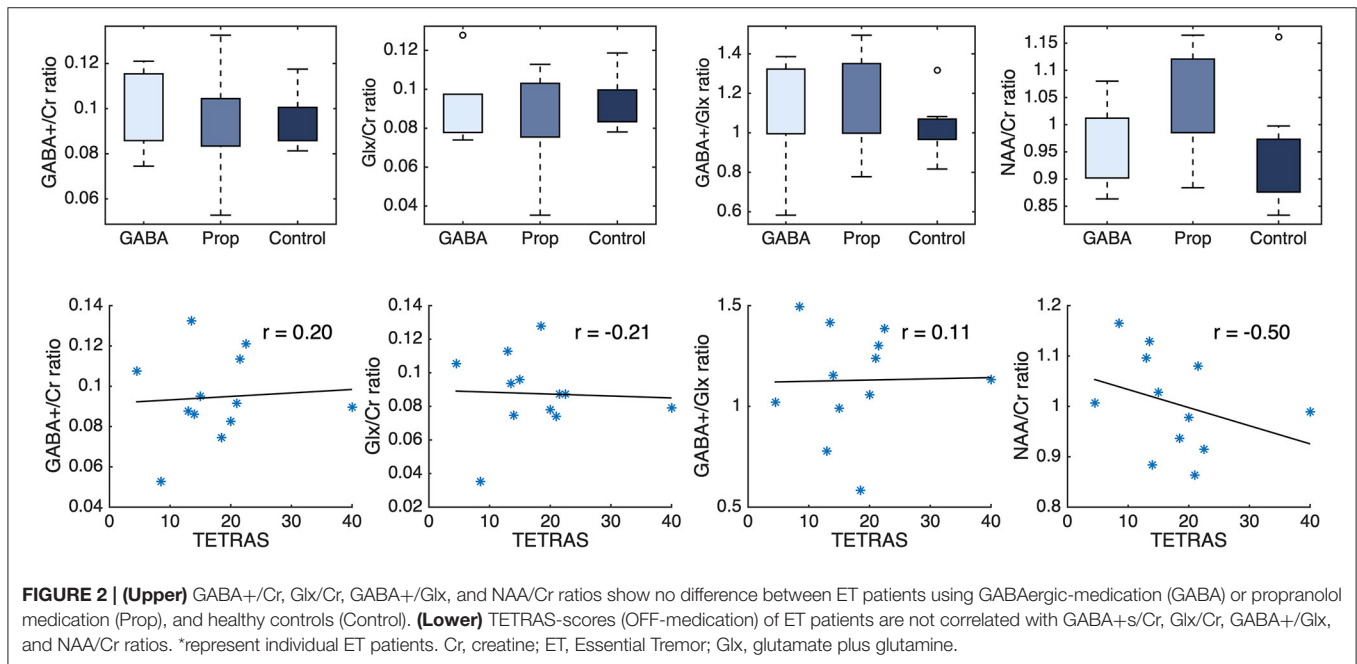 GABA+/Cr ratio
0.12
0.1
0.08
0.06
GABA Prop Control
Glx/Cr ratio
0.12
0.1
0.08
0.06
0.04
GABA Prop Control
GABA+/Glx ratio
1.4
1.2
1
0.8
0.6
GABA Prop Control
NAA/Cr ratio
1.15
1.1
1.05
1
0.95
0.9
0.85
GABA Prop Control
GABA+/Cr ratio
0.14
0.12
0.1
0.08
0.06
0.04
r = 0.20
0 10 20 30 40
TETRAS
Glx/Cr ratio
0.14
0.12
0.1
0.08
0.06
0.04
0.02
r = -0.21
0 10 20 30 40
TETRAS
GABA+/Glx ratio
1.5
1
0.5
r = 0.11
0 10 20 30 40
TETRAS
NAA/Cr ratio
1.2
1.1
1
0.9
0.8
r = -0.50
0 10 20 30 40
TETRAS
FIGURE 2 | (Upper) GABA+/Cr, Glx/Cr, GABA+/Glx, and NAA/Cr ratios show no difference between ET patients using GABAergic-medication (GABA) or propranolol
medication (Prop), and healthy controls (Control). (Lower) TETRAS-scores (OFF-medication) of ET patients are not correlated with GABA+s/Cr, Glx/Cr, GABA+/Glx,
and NAA/Cr ratios. *represent individual ET patients. Cr, creatine; ET, Essential Tremor; Glx, glutamate plus glutamine.